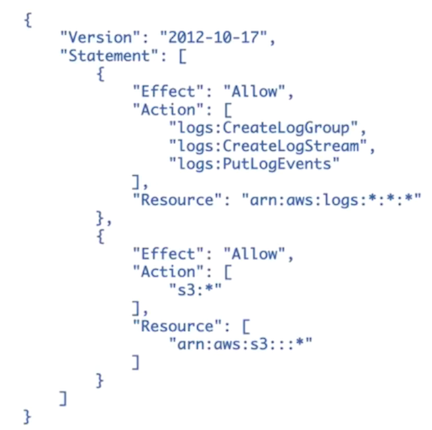 {
    "Version": "2012-10-17",
    "Statement": [
        {
            "Effect": "Allow",
            "Action": [
                "logs:CreateLogGroup",
                "logs:CreateLogStream",
                "logs:PutLogEvents"
            ],
            "Resource": "arn:aws:logs:*:*:*"
        },
        {
            "Effect": "Allow",
            "Action": [
                "s3:*"
            ],
            "Resource": [
                "arn:aws:s3:::*"
            ]
        }
    ]
}